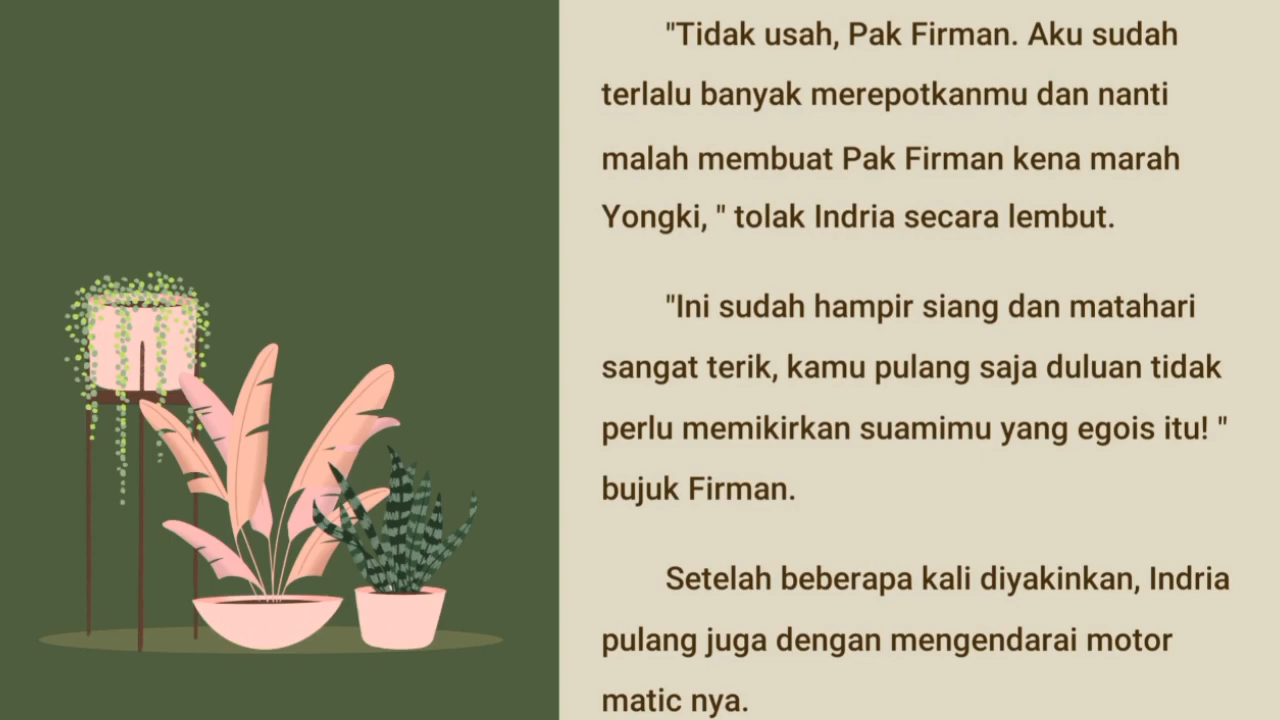 "Tidak usah, Pak Firman. Aku sudah
terlalu banyak merepotkanmu dan nanti
malah membuat Pak Firman kena marah
Yongki, " tolak Indria secara lembut.
"Ini sudah hampir siang dan matahari
sangat terik, kamu pulang saja duluan tidak
perlu memikirkan suamimu yang egois itu! "
bujuk Firman.
Setelah beberapa kali diyakinkan, Indria
pulang juga dengan mengendarai motor
matic nya.